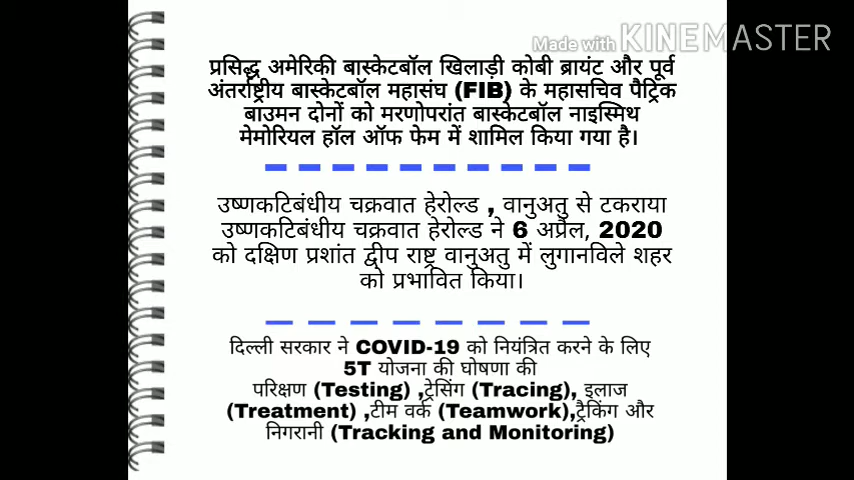 Made with KINEMASTER
प्रसिद्ध अमेरिकी बास्केटबॉल खिलाड़ी कोबी ब्रायंट और पूर्व
अंतर्राष्ट्रीय बास्केटबॉल महासंघ (FIB) के महासचिव पैट्रिक
बाउमन दोनों को मरणोपरांत बास्केटबॉल नाइस्मिथ
मेमोरियल हॉल ऑफ फेम में शामिल किया गया है।
उष्णकटिबंधीय चक्रवात हेरोल्ड , वानुअतु से टकराया
उष्णकटिबंधीय चक्रवात हेरोल्ड ने 6 अप्रैल, 2020
को दक्षिण प्रशांत द्वीप राष्ट्र वानुअतु में लुगानविले शहर
को प्रभावित किया।
दिल्ली सरकार ने COVID-19 को नियंत्रित करने के लिए
5T योजना की घोषणा की
परिक्षण (Testing) ,ट्रेसिंग (Tracing), इलाज
(Treatment) ,टीम वर्क (Teamwork),ट्रैकिंग और
निगरानी (Tracking and Monitoring)